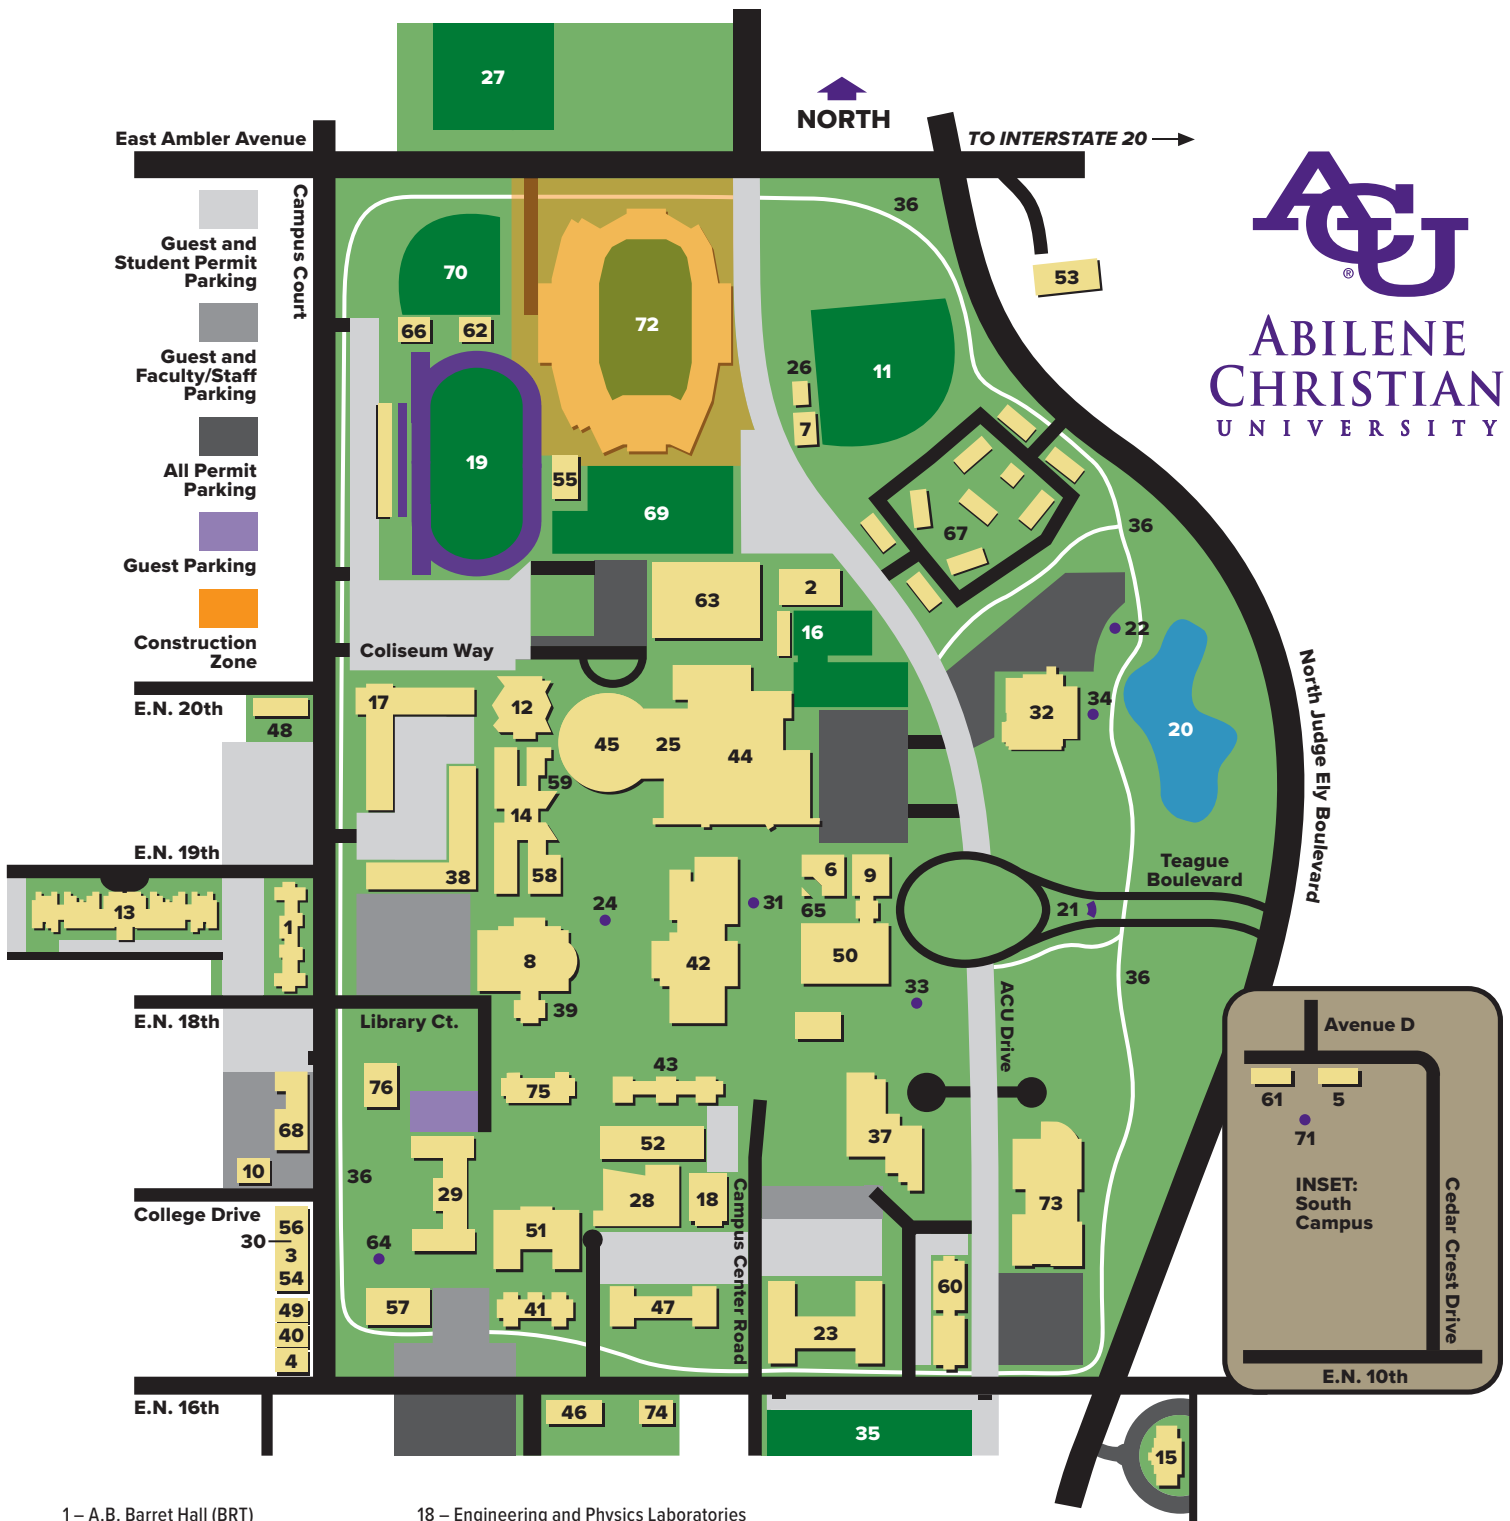 27
NORTH
East Ambler Avenue
TO INTERSTATE 20
ACU
®
ABILENE
CHRISTIAN
UNIVERSITY
Campus Court
Guest and
Student Permit
Parking
Guest and
Faculty/Staff
Parking
All Permit
Parking
Guest Parking
Construction
Zone
36
53
70
72
66
62
26
11
7
19
55
69
67
36
63
2
16
22
Coliseum Way
E.N. 20th
48
17
12
45
25
44
32
34
20
North Judge Ely Boulevard
59
14
E.N. 19th
38
58
6
9
Teague
Boulevard
13
1
24
31
65
21
8
42
50
36
33
39
E.N. 18th
Library Ct.
ACU Drive
Avenue D
61
5
71
INSET:
South
Campus
Cedar Crest Drive
E.N. 10th
43
76
75
68
52
37
10
36
29
28
18
Campus Center Road
73
College Drive
56
30
3
54
64
51
60
49
40
4
57
41
47
23
E.N. 16th
46
74
35
15
1 – A.B. Barret Hall (BRT)
18 – Engineering and Physics Laboratories